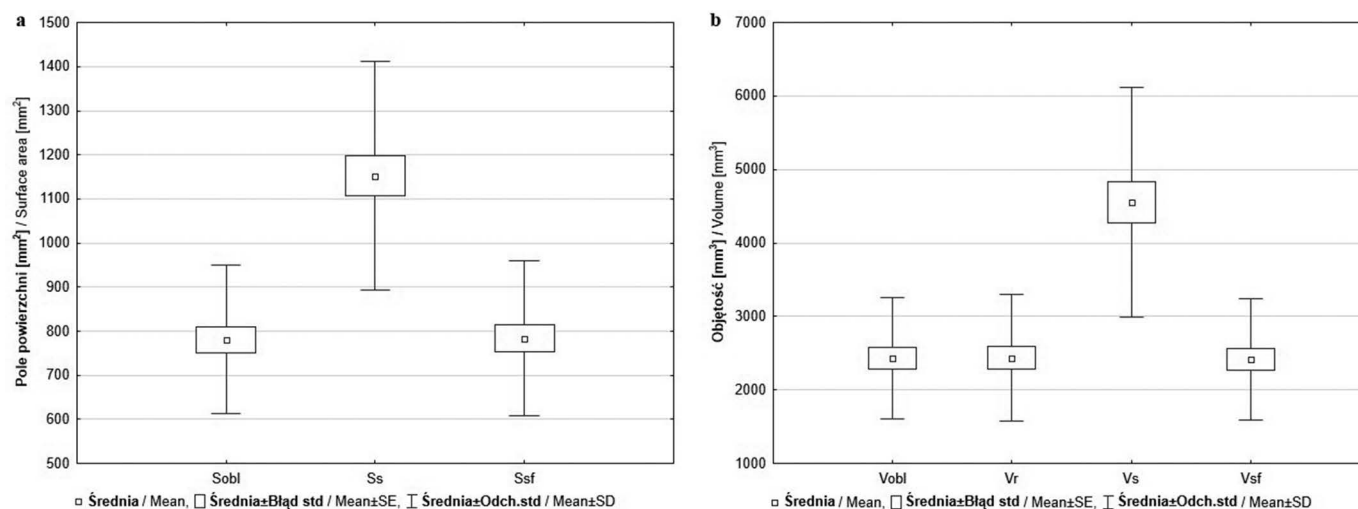 a
Pole powierzchni [mm²] / Surface area [mm²]
1500
1400
1300
1200
1100
1000
900
800
700
600
500
Sobl Ss Ssf
Średnia / Mean, Średnia±Błąd std / Mean±SE, Średnia±Odch.std / Mean±SD
b
Objętość [mm³] / Volume [mm³]
7000
6000
5000
4000
3000
2000
1000
Vobl Vr Vs Vsf
Średnia / Mean, Średnia±Błąd std / Mean±SE, Średnia±Odch.std / Mean±SD